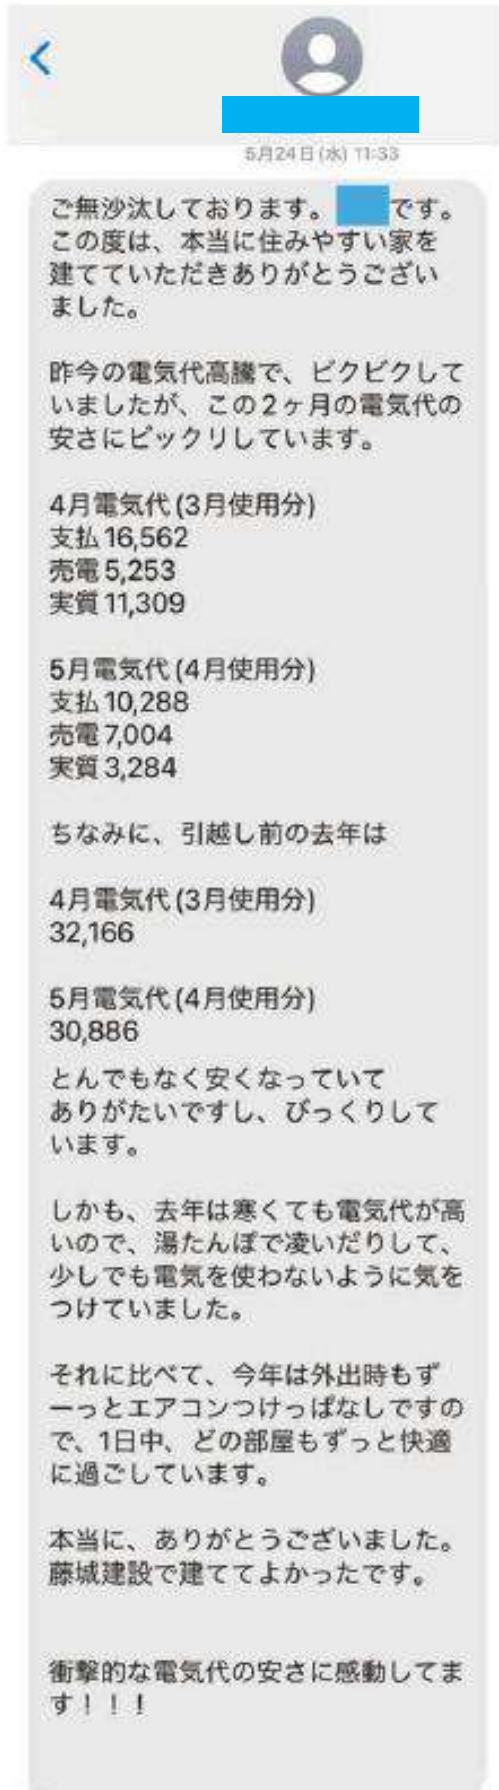 5月24日(水) 11:33
ご無沙汰しております。 です。
この度は、本当に住みやすい家を
建てていただきありがとうござい
ました。
昨今の電気代高騰で、ビクビクして
いましたが、この2ヶ月の電気代の
安さにビックリしています。
4月電気代(3月使用分)
支払16,562
売電5,253
実質11,309
5月電気代(4月使用分)
支払10,288
売電7,004
実質3,284
ちなみに、引越し前の去年は
4月電気代(3月使用分)
32,166
5月電気代(4月使用分)
30,886
とんでもなく安くなっていて
ありがたいですし、びっくりして
います。
しかも、去年は寒くても電気代が高
いので、湯たんぽで凌いだりして、
少しでも電気を使わないように気を
つけていました。
それに比べて、今年は外出時もず
ーっとエアコンつけっぱなしですの
で、1日中、どの部屋もずっと快適
に過ごしています。
本当に、ありがとうございました。
藤城建設で建ててよかったです。
衝撃的な電気代の安さに感動してま
す!!!